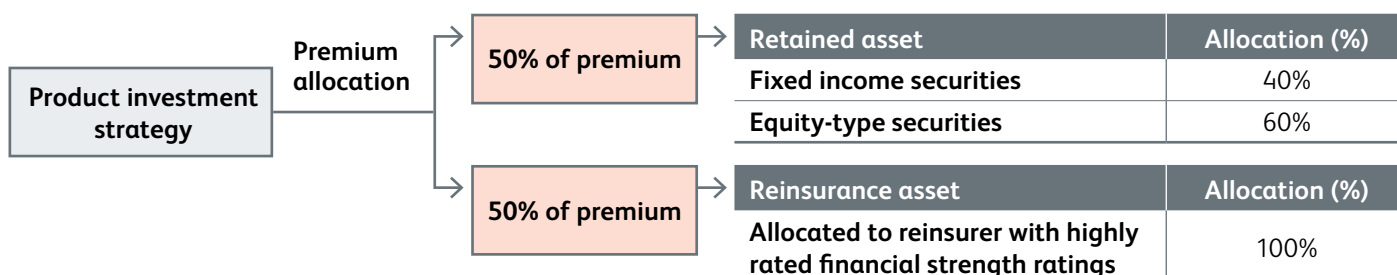 Product investment
strategy
Premium
allocation
50% of premium
Retained asset Allocation (%)
Fixed income securities 40%
Equity-type securities 60%
50% of premium
Reinsurance asset Allocation (%)
Allocated to reinsurer with highly
rated financial strength ratings 100%